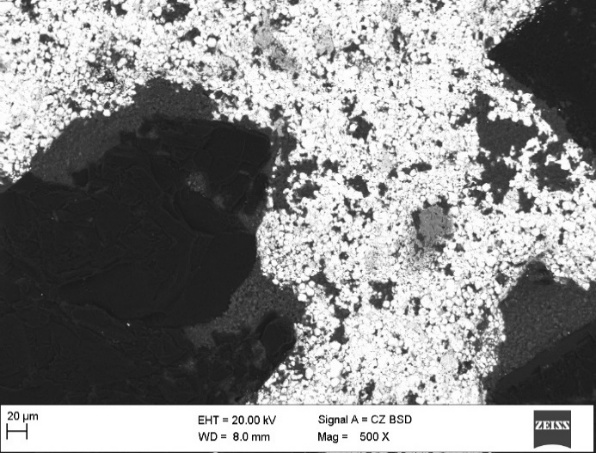 20 µm
EHT = 20.00 kV
Signal A = CZ BSD
WD = 8.0 mm
Mag = 500 X
ZEISS